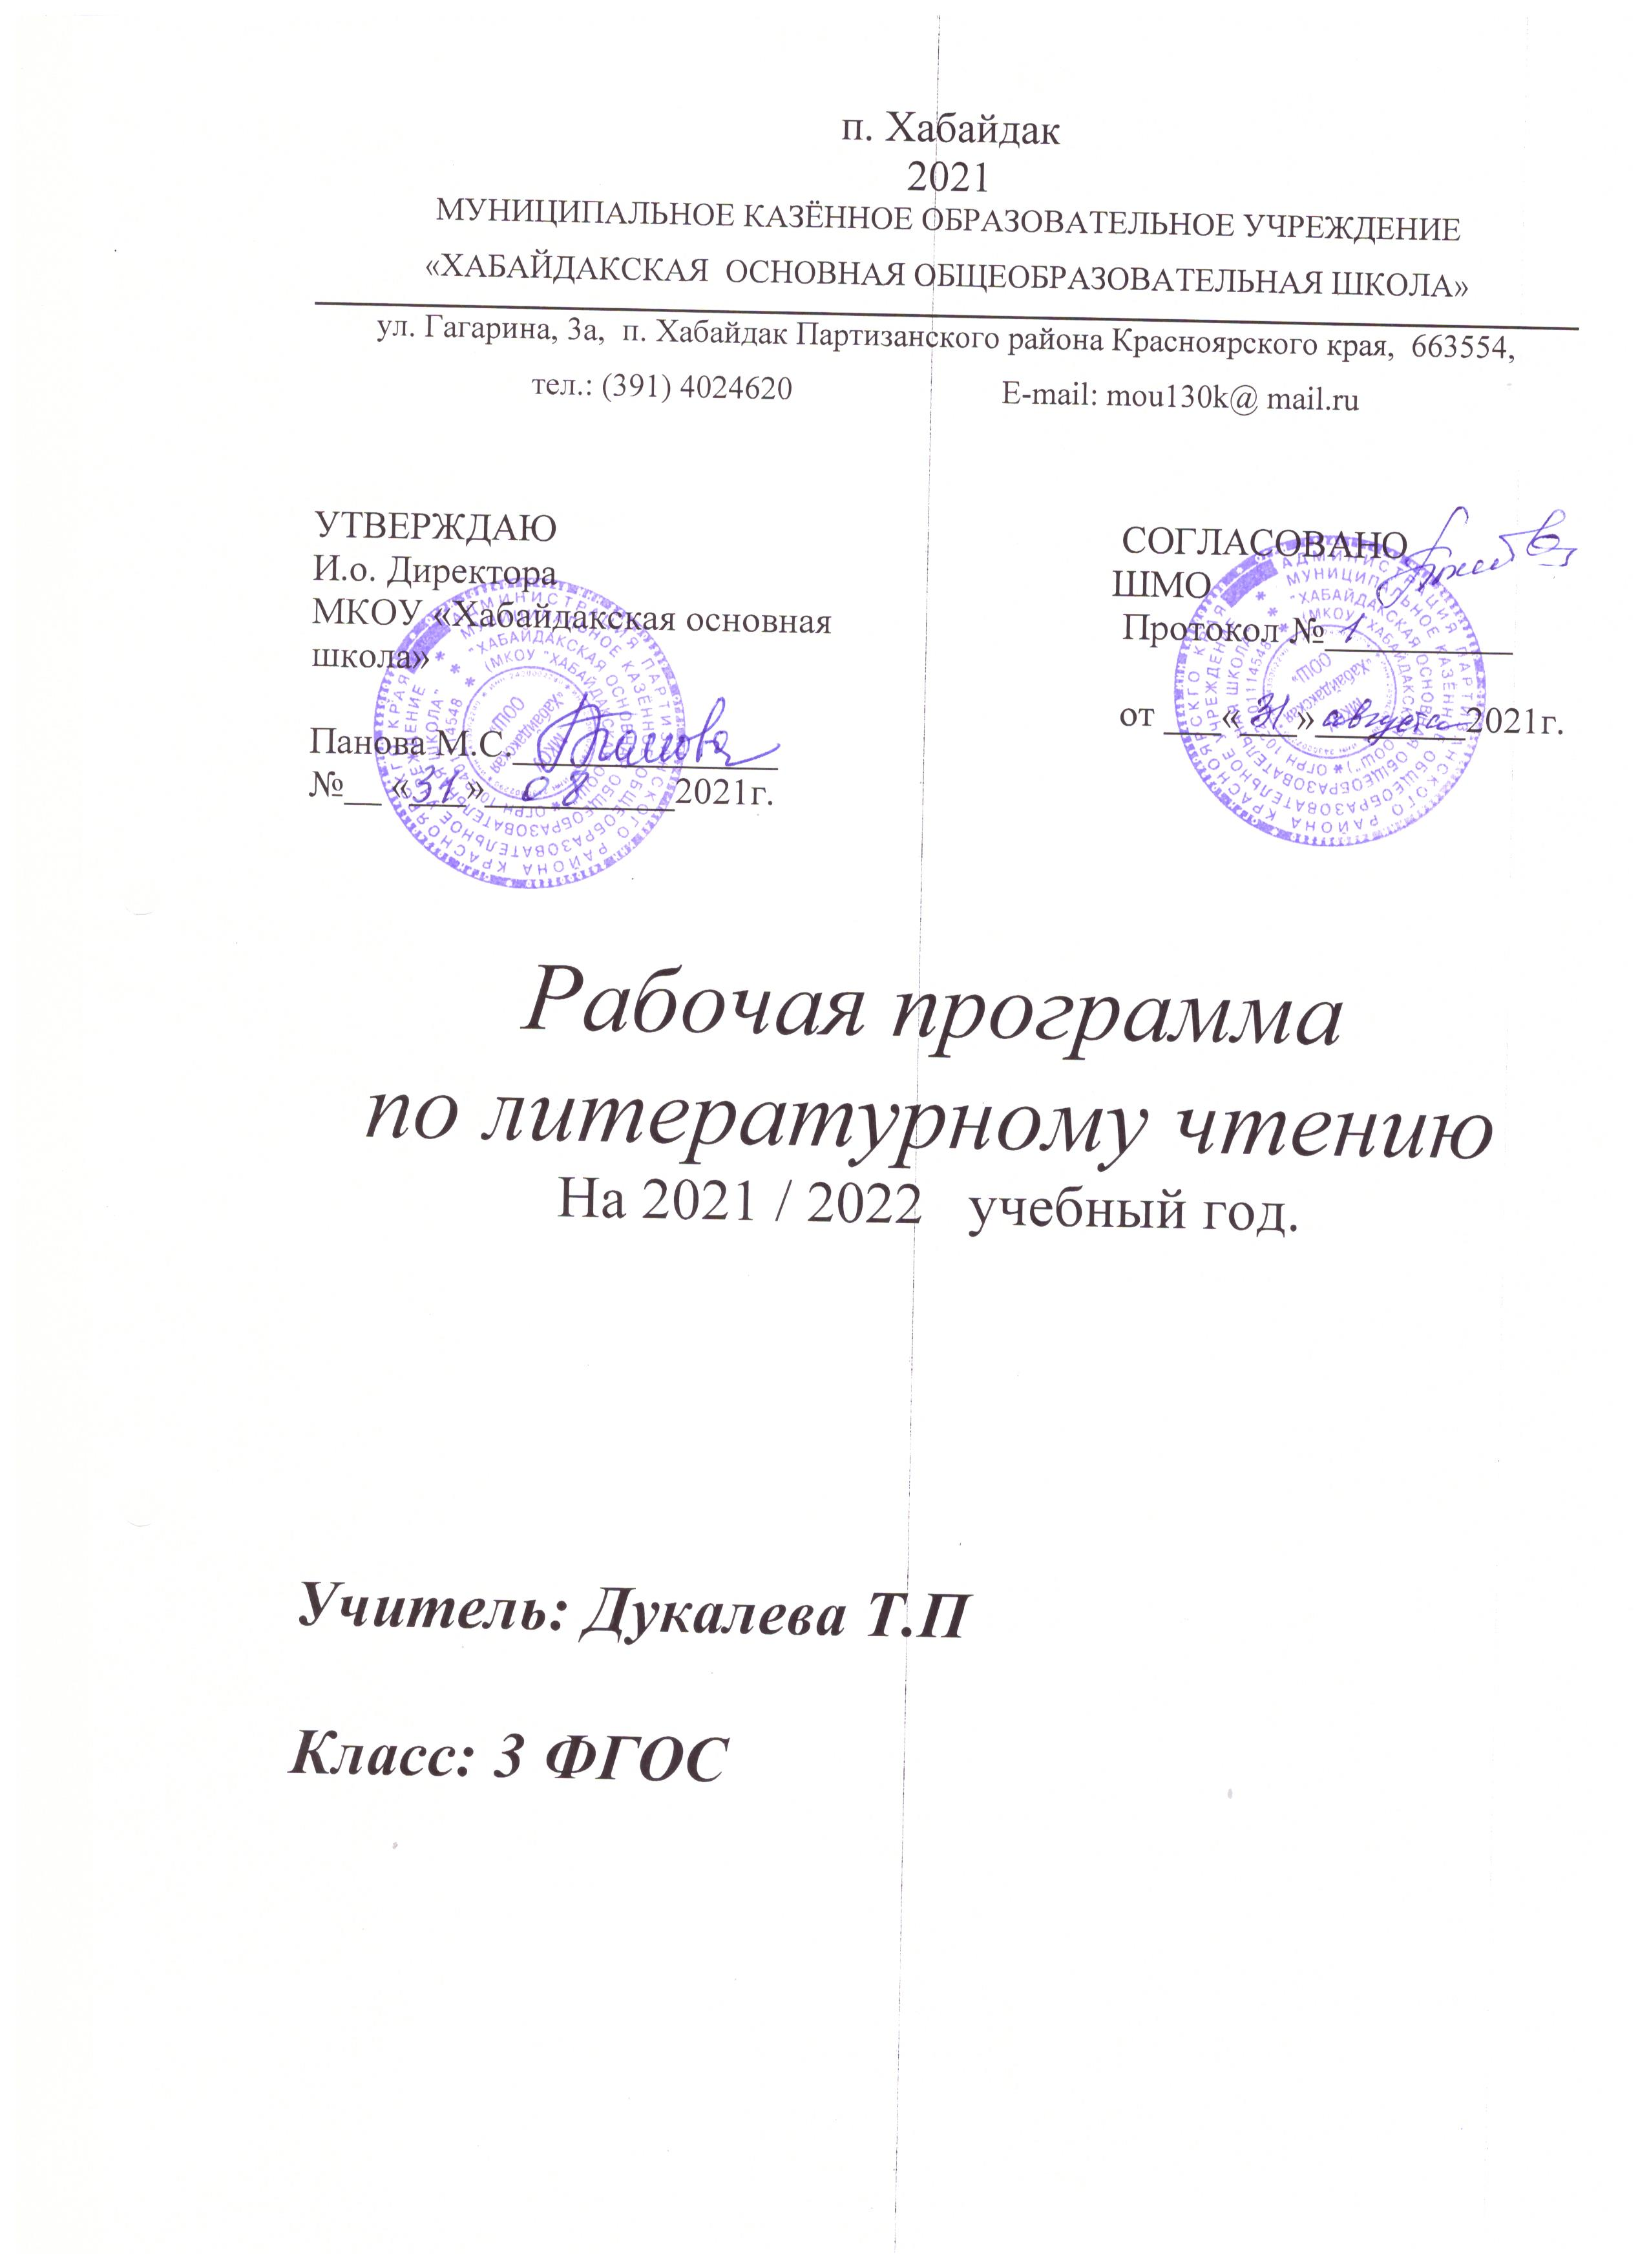 п. Хабайдак
2021
МУНИЦИПАЛЬНОЕ КАЗЁННОЕ ОБРАЗОВАТЕЛЬНОЕ УЧРЕЖДЕНИЕ
«ХАБАЙДАКСКАЯ ОСНОВНАЯ ОБЩЕОБРАЗОВАТЕЛЬНАЯ ШКОЛА»
ул. Гагарина, 3а, п. Хабайдак Партизанского района Красноярского края, 663554,
тел.: (391) 4024620 E-mail: mou130k@ mail.ru
УТВЕРЖДАЮ
И.о. Директора
МКОУ «Хабайдакская основная
школа»
Панова М.С. Панова
№__ «31» 08 2021г.
СОГЛАСОВАНО
ШМО
Протокол № 1
от ___ «31» августа 2021г.
Рабочая программа
по литературному чтению
На 2021 / 2022 учебный год.
Учитель: Дукалева Т.П
Класс: 3 ФГОС